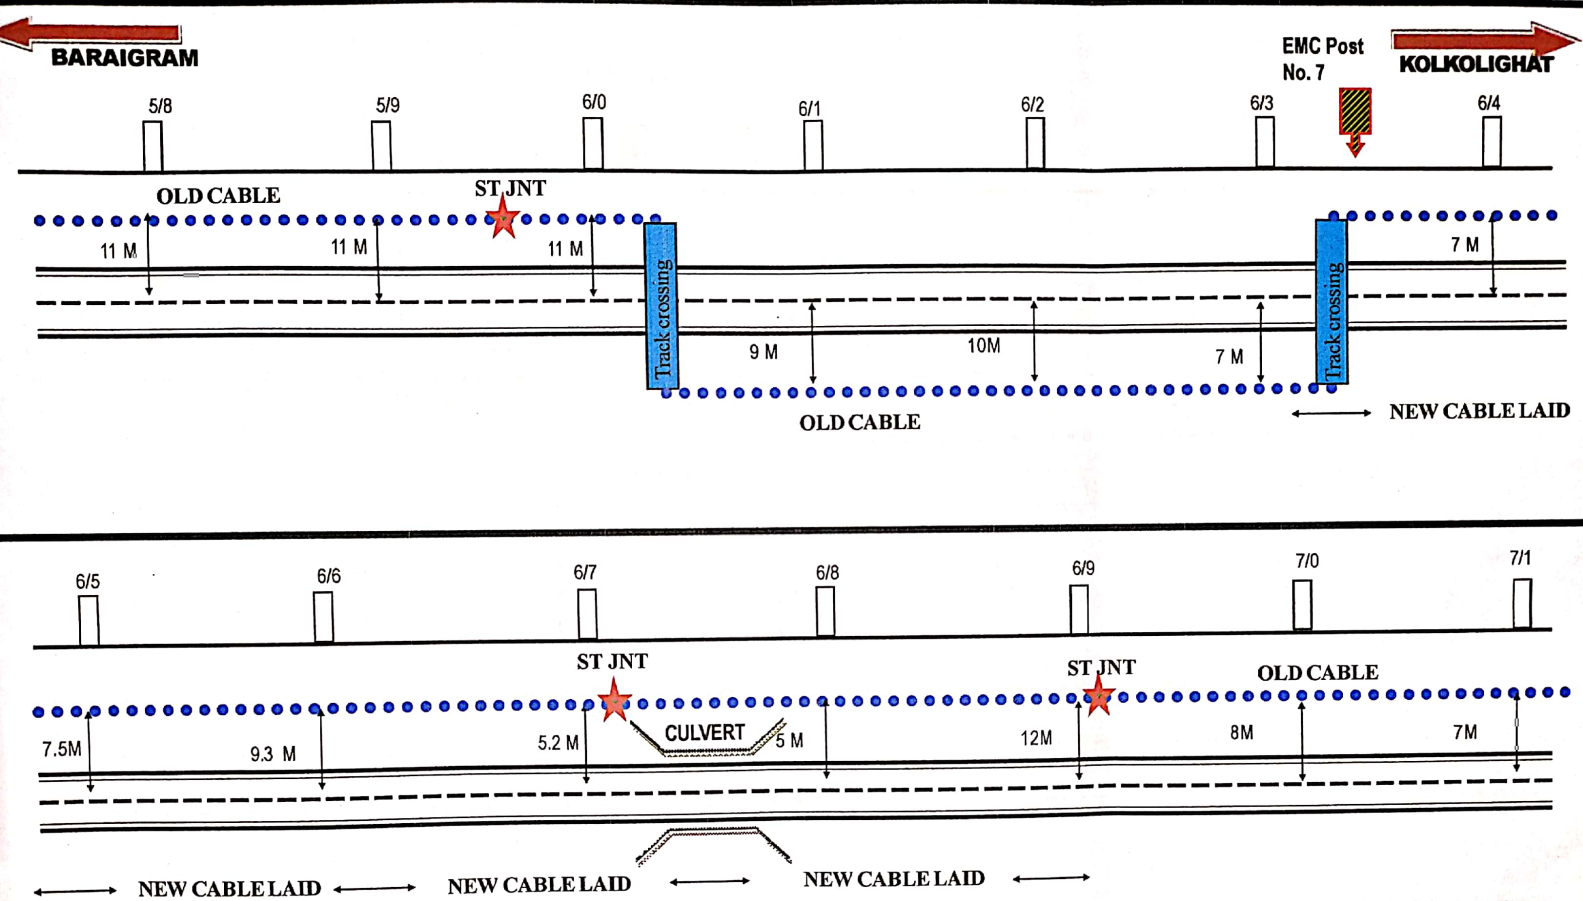 BARAIGRAM
EMC Post
No. 7
KOLKOLIGHAT
5/8
5/9
6/0
6/1
6/2
6/3
6/4
OLD CABLE
ST JNT
11 M
11 M
11 M
7 M
Track crossing
Track crossing
9 M
10M
7 M
OLD CABLE
NEW CABLE LAID
6/5
6/6
6/7
6/8
6/9
7/0
7/1
ST JNT
ST JNT
OLD CABLE
7.5M
9.3 M
5.2 M
CULVERT
5 M
12M
8M
7M
NEW CABLE LAID
NEW CABLE LAID
NEW CABLE LAID